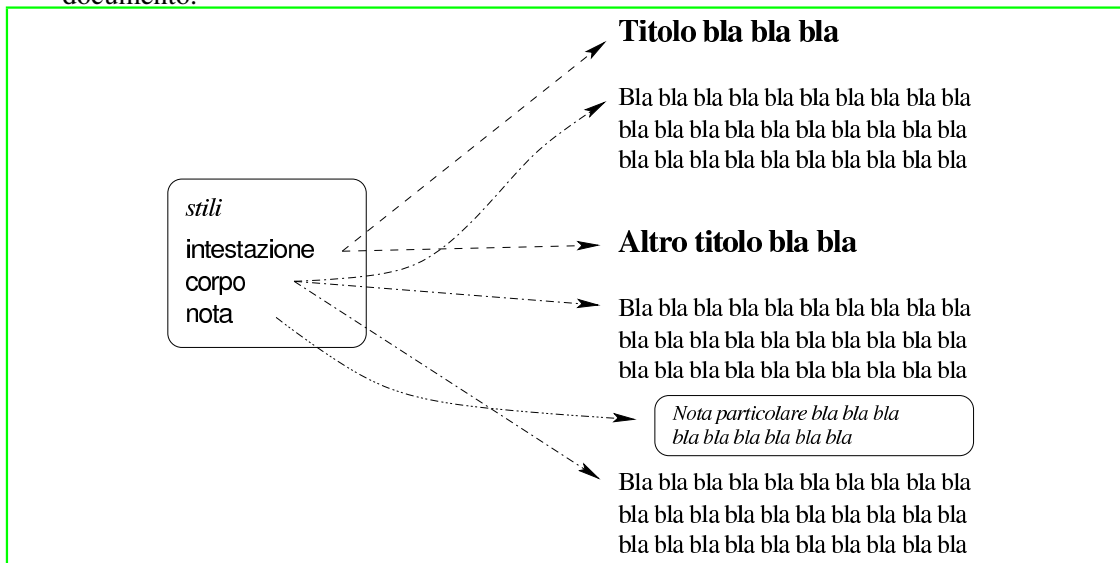 documento.
Titolo bla bla bla
Bla bla bla bla bla bla bla bla bla bla
bla bla bla bla bla bla bla bla bla bla
bla bla bla bla bla bla bla bla bla bla
stili
intestazione
corpo
nota
Altro titolo bla bla
Bla bla bla bla bla bla bla bla bla bla
bla bla bla bla bla bla bla bla bla bla
bla bla bla bla bla bla bla bla bla bla
Nota particolare bla bla bla
bla bla bla bla bla bla
Bla bla bla bla bla bla bla bla bla bla
bla bla bla bla bla bla bla bla bla bla
bla bla bla bla bla bla bla bla bla bla